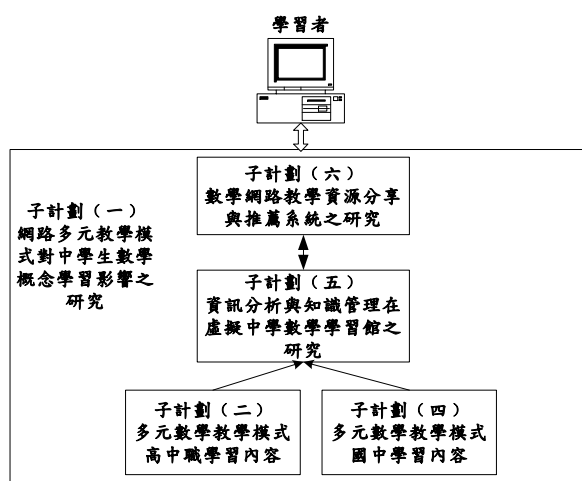 學習者
子計劃（六）
數學網路教學資源分享
與推薦系統之研究
子計劃（一）
網路多元教學模
式對中學生數學
概念學習影響之
研究
子計劃（五）
資訊分析與知識管理在
虛擬中學數學學習館之
研究
子計劃（二）
多元數學教學模式
高中職學習內容
子計劃（四）
多元數學教學模式
國中學習內容